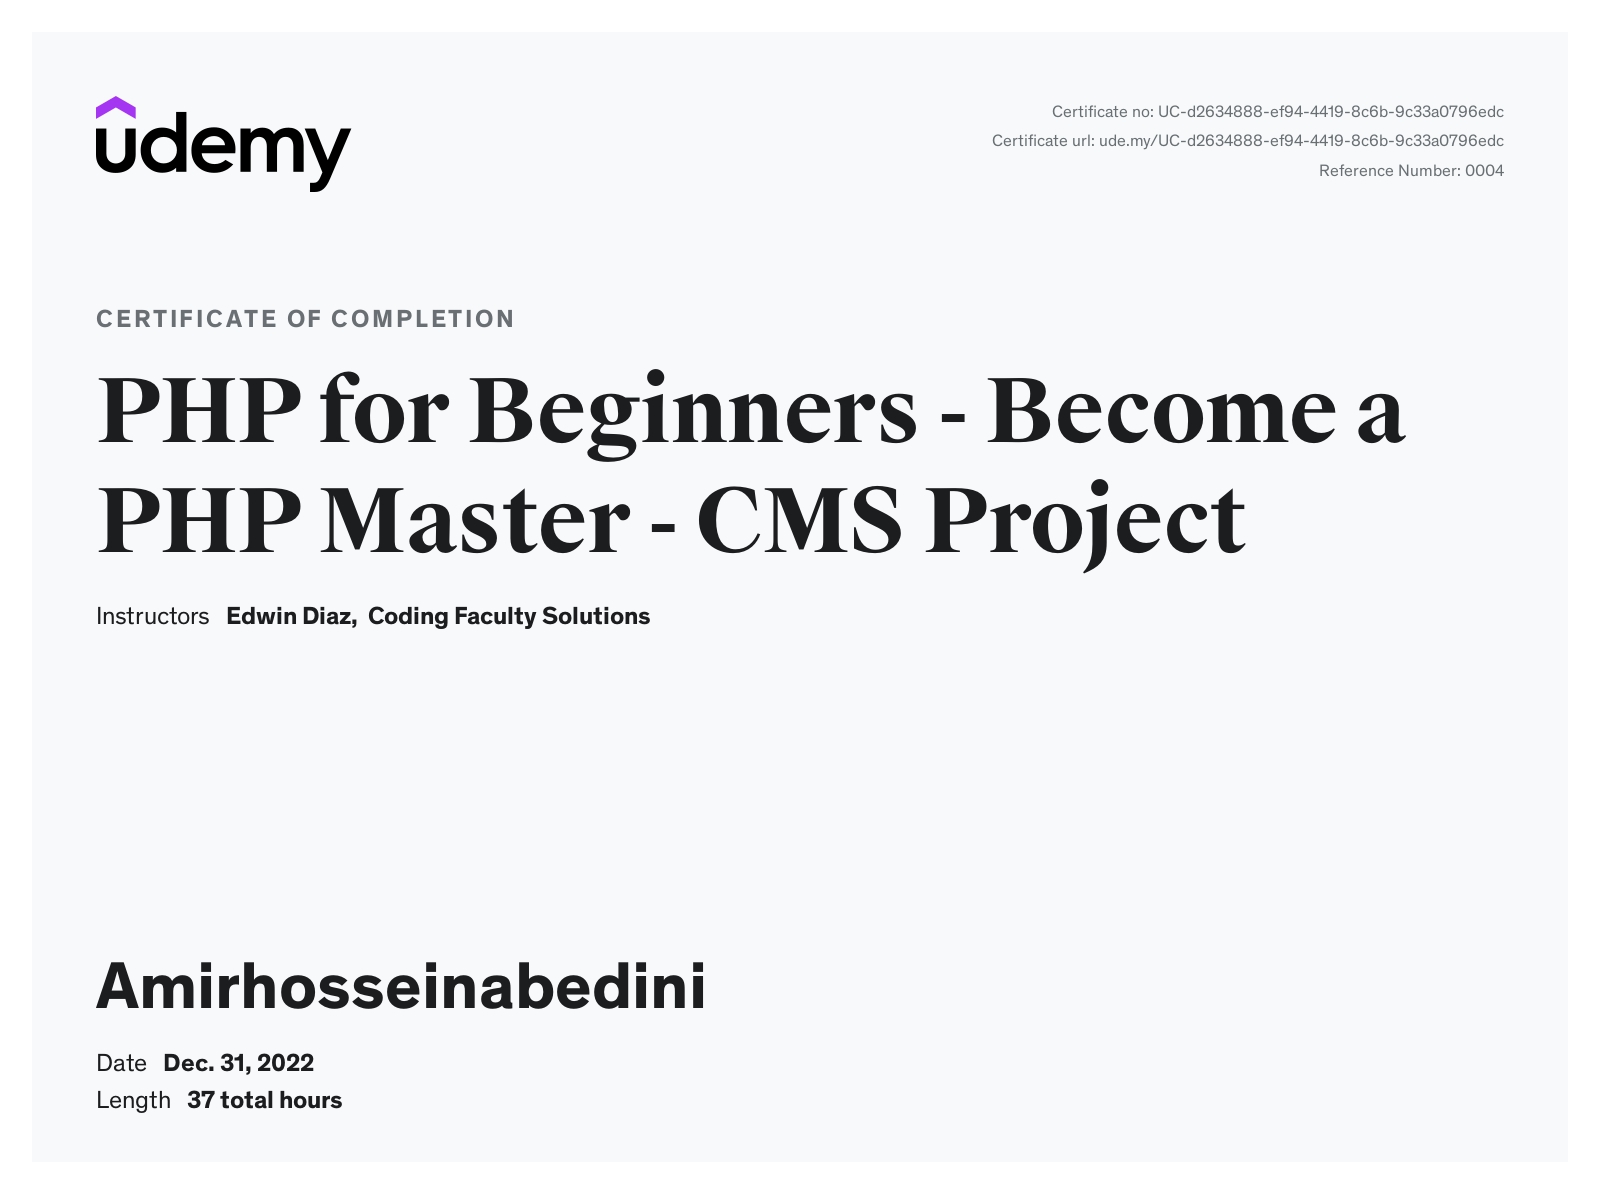 udemy
Certificate no: UC-d2634888-ef94-4419-8c6b-9c33a0796edc
Certificate url: ude.my/UC-d2634888-ef94-4419-8c6b-9c33a0796edc
Reference Number: 0004
CERTIFICATE OF COMPLETION
PHP for Beginners - Become a
PHP Master - CMS Project
Instructors Edwin Diaz, Coding Faculty Solutions
Amirhosseinabedini
Date Dec. 31, 2022
Length 37 total hours